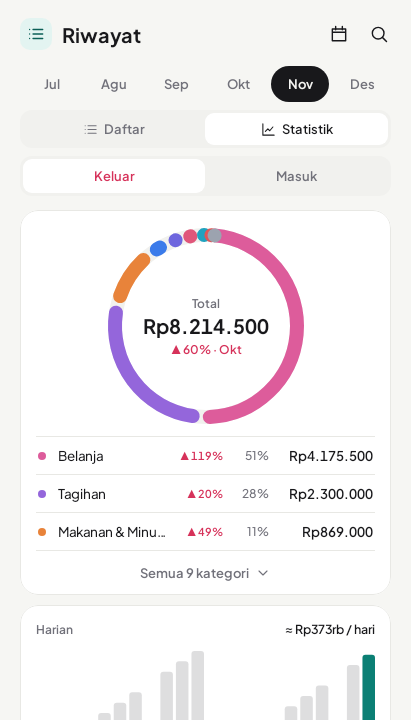 Riwayat
Jul Agu Sep Okt Nov Des
Daftar Statistik
Keluar Masuk
Total
Rp8.214.500
▲60% · Okt
Belanja ▲119% 51% Rp4.175.500
Tagihan ▲20% 28% Rp2.300.000
Makanan & Minu... ▲49% 11% Rp869.000
Semua 9 kategori
Harian ≈ Rp373rb / hari